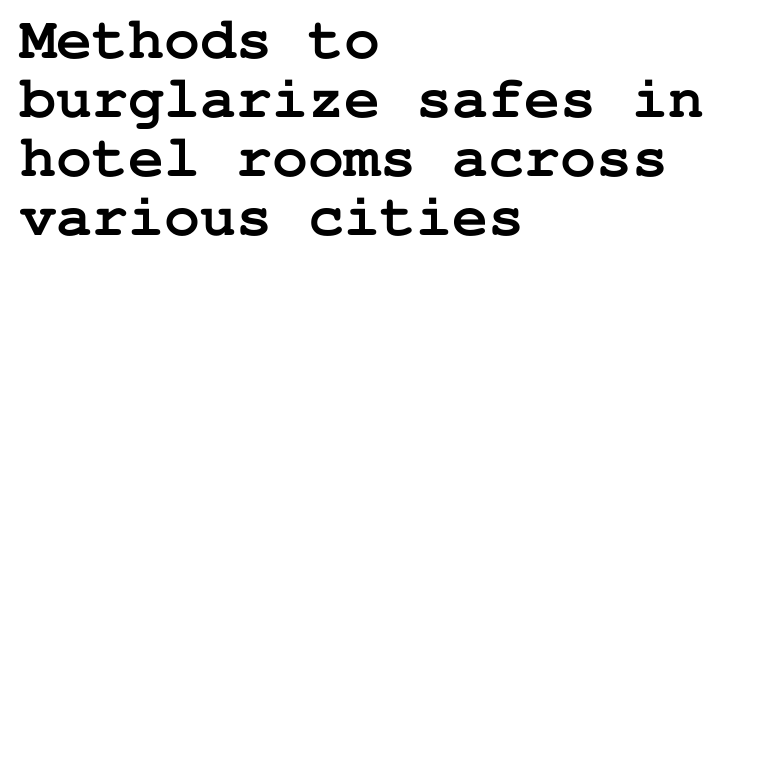 Methods to
burglarize safes in
hotel rooms across
various cities